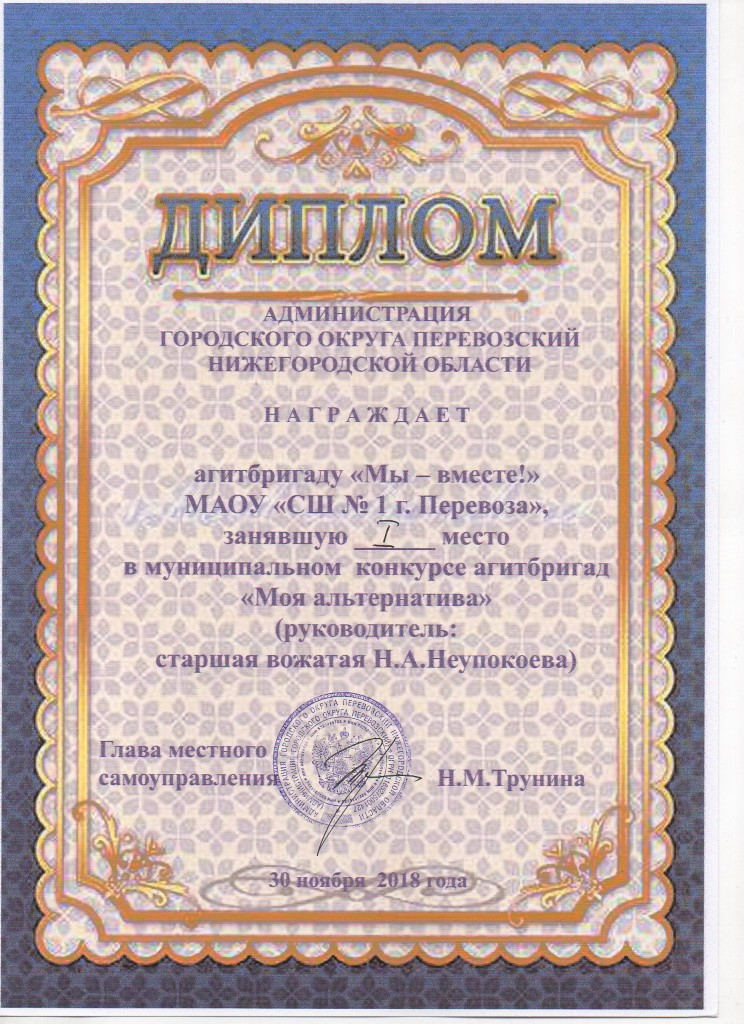 ДИПЛОМ
АДМИНИСТРАЦИЯ
ГОРОДСКОГО ОКРУГА ПЕРЕВОЗСКИЙ
НИЖЕГОРОДСКОЙ ОБЛАСТИ
НАГРАЖДАЕТ
агитбригаду «Мы – вместе!»
МАОУ «СШ № 1 г. Перевоза»,
занявшую I место
в муниципальном конкурсе агитбригад
«Моя альтернатива»
(руководитель:
старшая вожатая Н.А.Неупокоева)
Глава местного
самоуправления Н.М.Трунина
30 ноября 2018 года